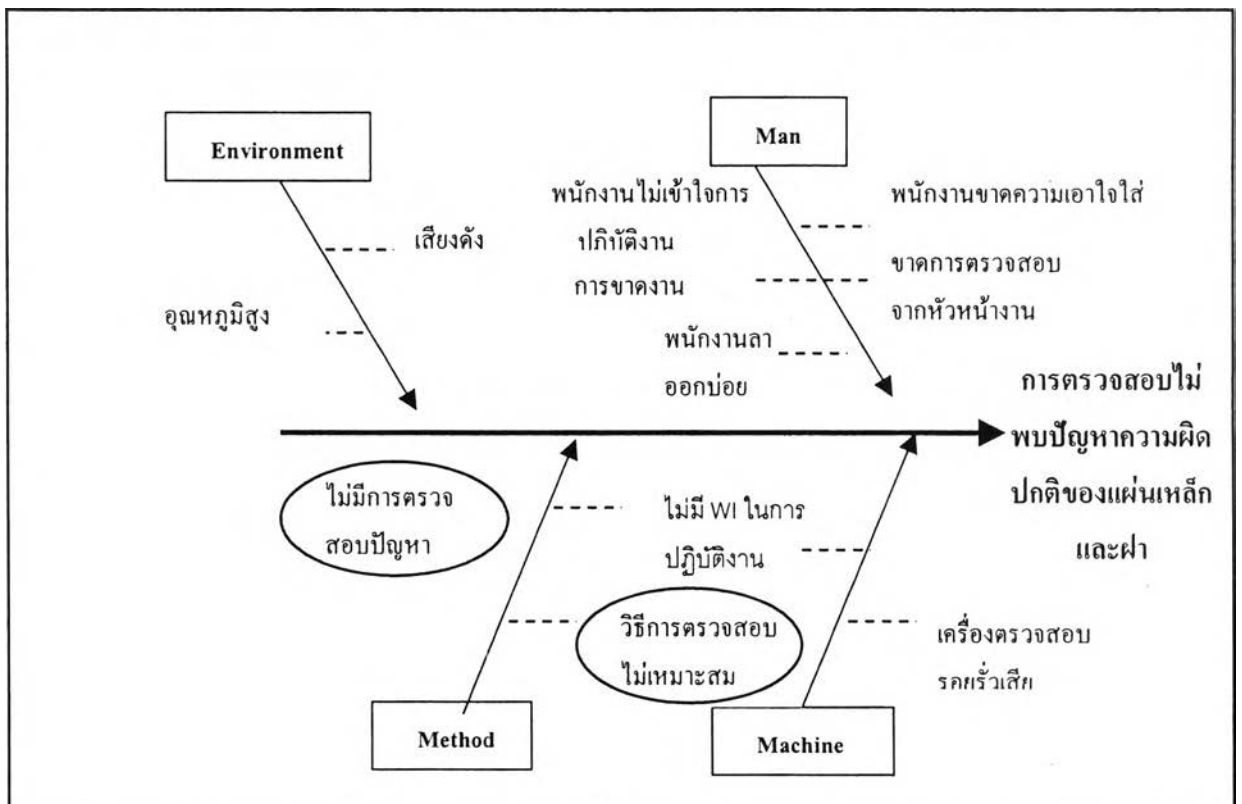 Environment
Man
พนักงานไม่เข้าใจการ
ปภิบัติงาน
การขาดงาน
พนักงานขาดความเอาใจใส่
เสียงดัง
ขาดการตรวจสอบ
จากหัวหน้างาน
อุณหภูมิสูง
พนักงานลา
ออกบ่อย
การตรวจสอบไม่
พบปัญหาความผิด
ปกติของแผ่นเหล็ก
และฝา
ไม่มีการตรวจ
สอบปัญหา
ไม่มี WI ในการ
ปฏิบัติงาน
วิธีการตรวจสอบ
ไม่เหมาะสม
เครื่องตรวจสอบ
รอยรั่วเสีย
Method
Machine